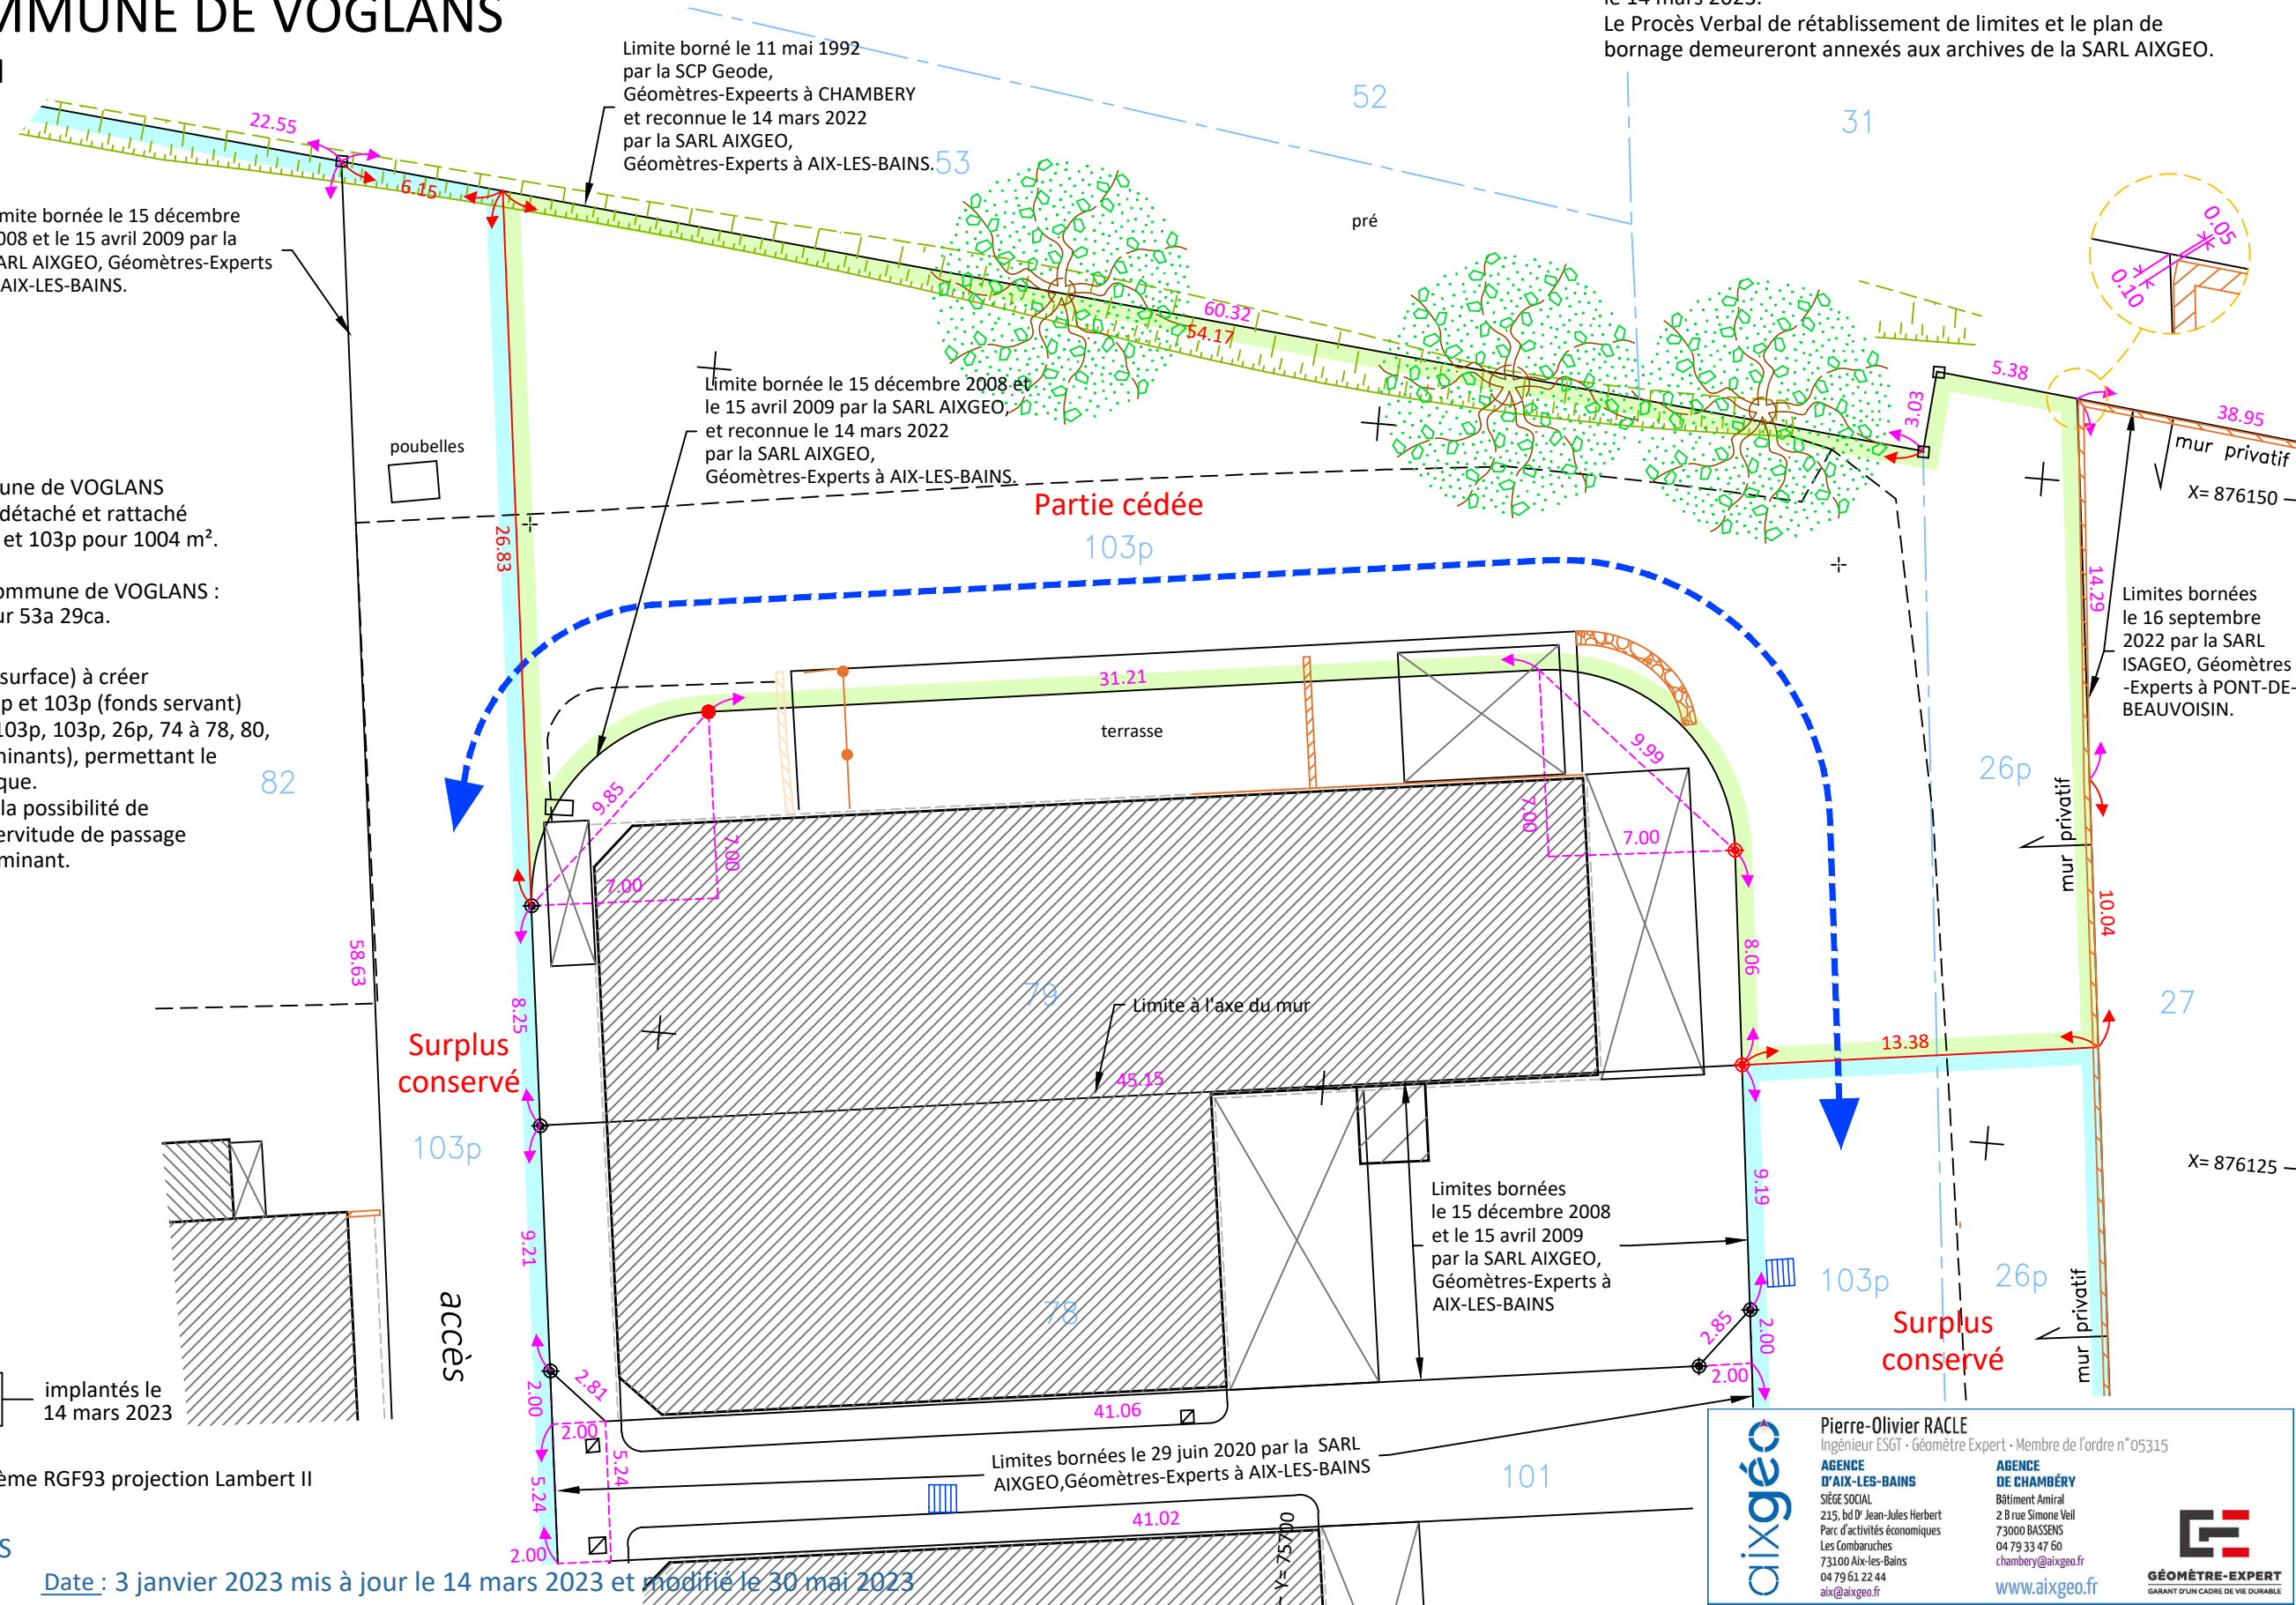 MMUNE DE VOGLANS
le 14 mars 2023.
Le Procès Verbal de rétablissement de limites et le plan de
bornage demeureront annexés aux archives de la SARL AIXGEO.
Limite borné le 11 mai 1992
par la SCP Geode,
Géomètres-Expeerts à CHAMBERY
et reconnue le 14 mars 2022
par la SARL AIXGEO,
Géomètres-Experts à AIX-LES-BAINS.
53
52
31
pré
22.55
6.15
imite bornée le 15 décembre
008 et le 15 avril 2009 par la
ARL AIXGEO, Géomètres-Experts
AIX-LES-BAINS.
0.05
0.10
60.32
54.17
Limite bornée le 15 décembre 2008 et
le 15 avril 2009 par la SARL AIXGEO,
et reconnue le 14 mars 2022
par la SARL AIXGEO,
Géomètres-Experts à AIX-LES-BAINS.
5.38
3.03
38.95
mur privatif
X= 876150
poubelles
Partie cédée
103p
26.83
une de VOGLANS
détaché et rattaché
et 103p pour 1004 m².
ommune de VOGLANS :
ur 53a 29ca.
surface) à créer
p et 103p (fonds servant)
103p, 103p, 26p, 74 à 78, 80,
minants), permettant le
que.
la possibilité de
ervitude de passage
minant.
14.29
Limites bornées
le 16 septembre
2022 par la SARL
ISAGEO, Géomètres
-Experts à PONT-DE-
BEAUVOISIN.
31.21
terrasse
9.85
7.00
7.00
9.99
7.00
7.00
82
26p
mur privatif
10.04
58.63
8.25
8.06
79
Limite à l'axe du mur
27
Surplus
conservé
13.38
45.15
103p
X= 876125
9.21
9.19
Limites bornées
le 15 décembre 2008
et le 15 avril 2009
par la SARL AIXGEO,
Géomètres-Experts à
AIX-LES-BAINS
103p
26p
mur privatif
78
accès
Surplus
conservé
2.85
2.00
2.00
2.81
2.00
2.00
41.06
implantés le
14 mars 2023
5.24
5.24
Limites bornées le 29 juin 2020 par la SARL
AIXGEO,Géomètres-Experts à AIX-LES-BAINS
101
ème RGF93 projection Lambert II
41.02
Y= 75700
2.00
S
Date : 3 janvier 2023 mis à jour le 14 mars 2023 et modifié le 30 mai 2023
aixgéo
Pierre-Olivier RACLE
Ingénieur ESGT · Géomètre Expert · Membre de l'ordre n°05315
AGENCE
D'AIX-LES-BAINS
SIÈGE SOCIAL
215, bd Dr Jean-Jules Herbert
Parc d'activités économiques
Les Combaruches
73100 Aix-les-Bains
04 79 61 22 44
aix@aixgeo.fr
AGENCE
DE CHAMBÉRY
Bâtiment Amiral
2 B rue Simone Veil
73000 BASSENS
04 79 33 47 60
chambery@aixgeo.fr
www.aixgeo.fr
GÉOMÈTRE-EXPERT
GARANT D'UN CADRE DE VIE DURABLE